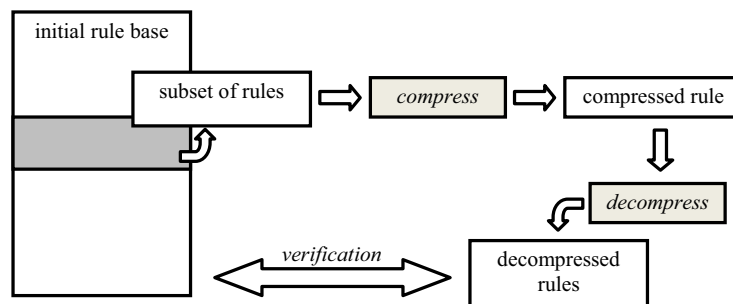 initial rule base
subset of rules
compress
compressed rule
decompress
verification
decompressed
rules